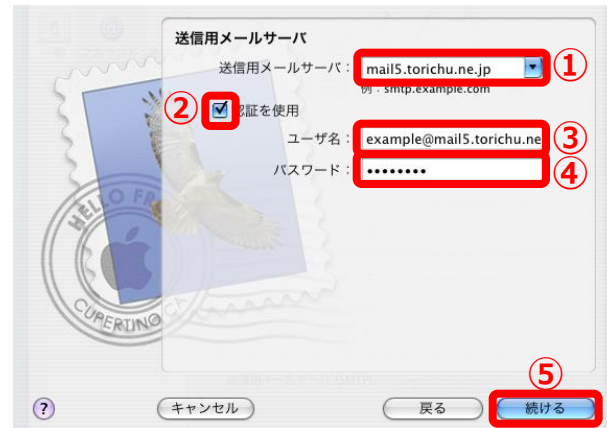 送信用メールサーバ
送信用メールサーバ： mail5.torichu.ne.jp ①
例：smtp.example.com
② 認証を使用
ユーザ名： example@mail5.torichu.ne ③
パスワード： •••••••• ④
HELLO FR
CUPERTINO CA
⑤
? キャンセル 戻る 続ける